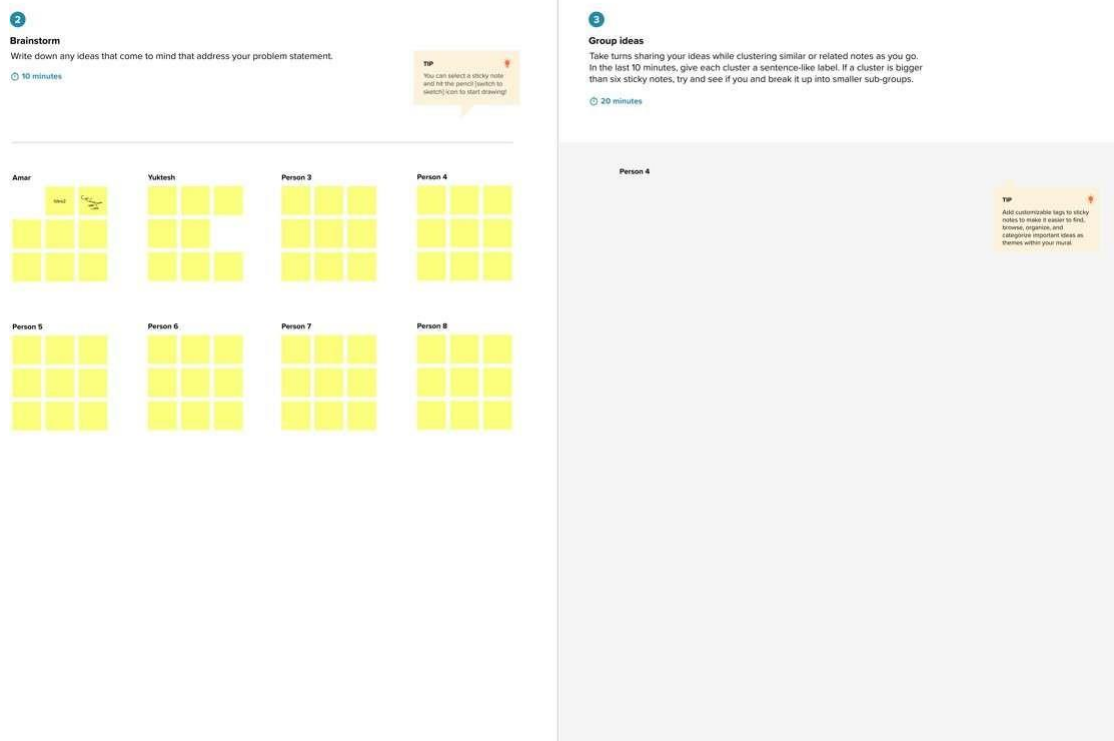 2
Brainstorm
Write down any ideas that come to mind that address your problem statement.
10 minutes
TIP
You can select a sticky note
and hit the pencil [switch to
sketch] icon to start drawing!
Amar
Yuktesh
Person 3
Person 4
Person 5
Person 6
Person 7
Person 8
3
Group ideas
Take turns sharing your ideas while clustering similar or related notes as you go.
In the last 10 minutes, give each cluster a sentence-like label. If a cluster is bigger
than six sticky notes, try and see if you and break it up into smaller sub-groups.
20 minutes
Person 4
TIP
Add customizable tags to sticky
notes to make it easier to find,
browse, organize, and
categorize important ideas as
themes within your mural.